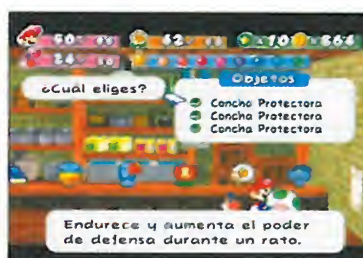 ¿Cuál eliges?
Objetos
Concha Protectora
Concha Protectora
Concha Protectora
Endurece y aumenta el poder
de defensa durante un rato.